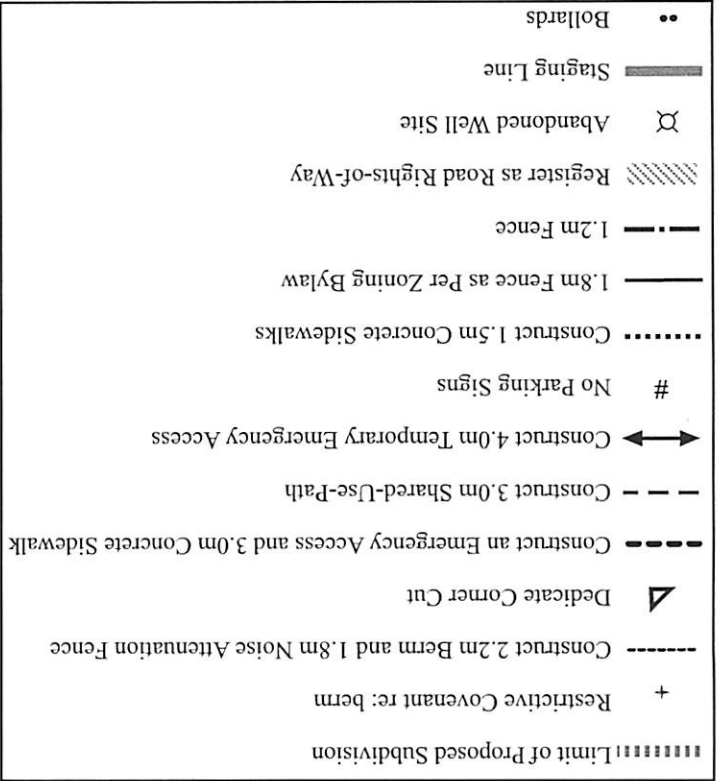 Limit of Proposed Subdivision
Restrictive Covenant re: berm
Construct 2.2m Berm and 1.8m Noise Attenuation Fence
Dedicate Corner Cut
Construct an Emergency Access and 3.0m Concrete Sidewalk
Construct 3.0m Shared-Use-Path
Construct 4.0m Temporary Emergency Access
# No Parking Signs
Construct 1.5m Concrete Sidewalks
1.8m Fence as Per Zoning Bylaw
1.2m Fence
Register as Road Rights-of-Way
Abandoned Well Site
Staging Line
Bollards